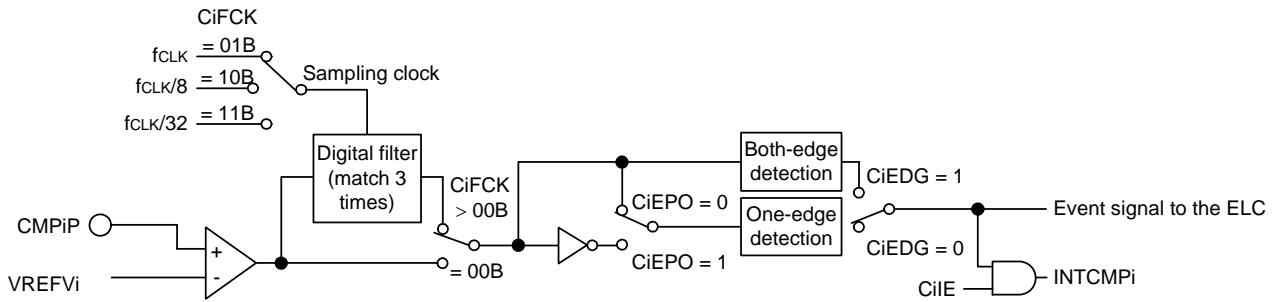 CiFCK
fCLK
= 01B
fCLK/8
= 10B
Sampling clock
fCLK/32
= 11B
Digital filter
(match 3
times)
CiFCK
> 00B
= 00B
CMPiP
+
VREFVi
-
CiEPO = 0
CiEPO = 1
Both-edge
detection
One-edge
detection
CiEDG = 1
CiEDG = 0
Event signal to the ELC
CiIE
INTCMPi